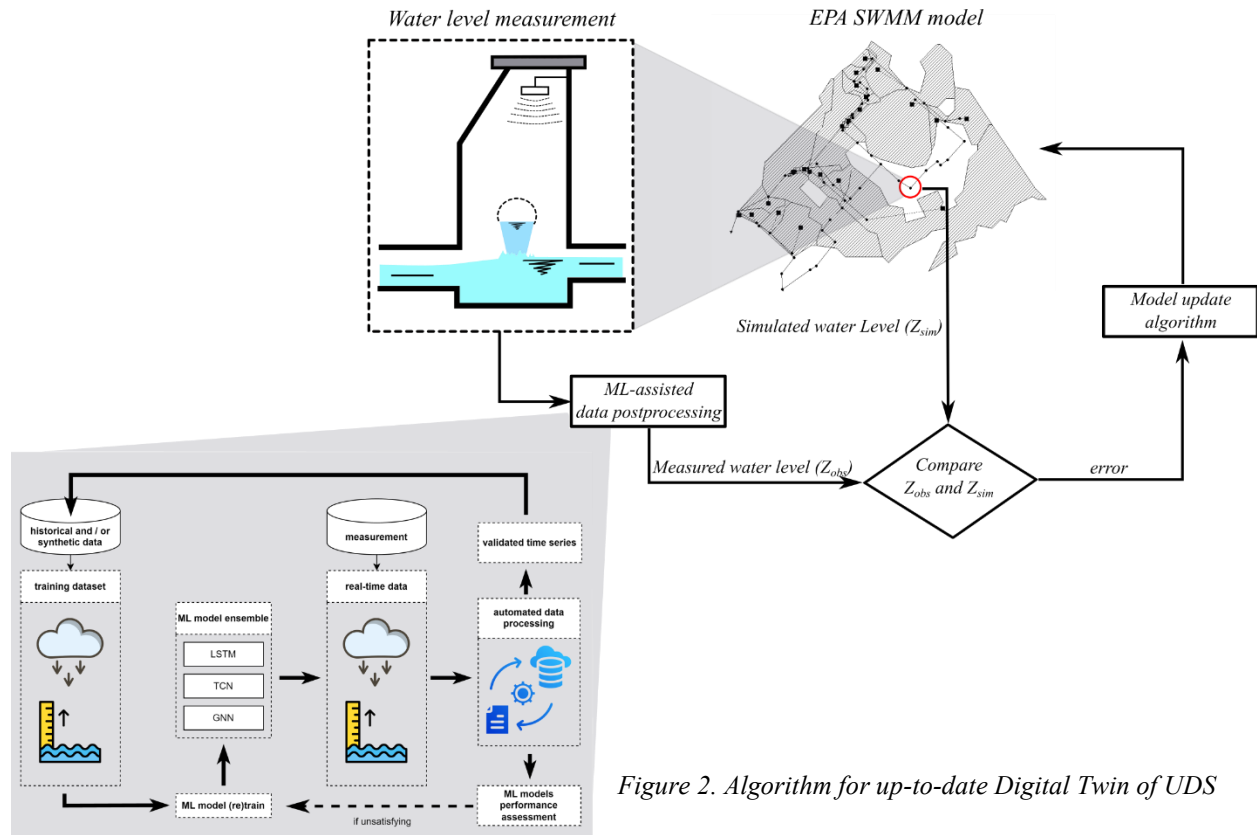 Water level measurement
EPA SWMM model
Simulated water Level (Zsim)
Model update
algorithm
ML-assisted
data postprocessing
Measured water level (Zobs)
Compare
Zobs and Zsim
error
historical and / or
synthetic data
measurement
validated time series
training dataset
real-time data
automated data
processing
ML model ensemble
LSTM
TCN
GNN
ML model (re)train
if unsatisfying
ML models
performance
assessment
Figure 2. Algorithm for up-to-date Digital Twin of UDS